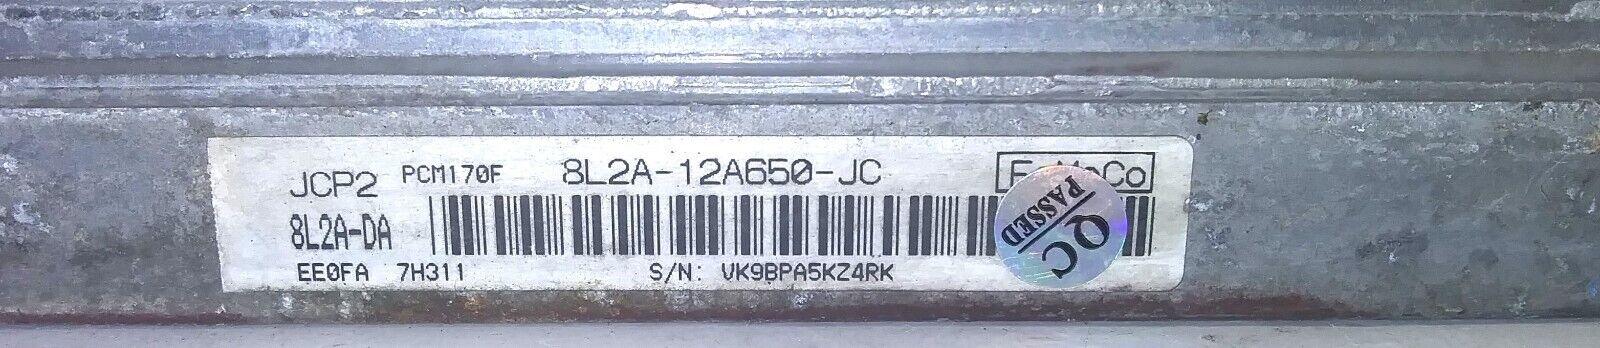 JCP2 PCM170F 8L2A-12A650-JC
8L2A-DA
EE0FA 7H311 S/N: VK9BPA5KZ4RK
QC
PASSED